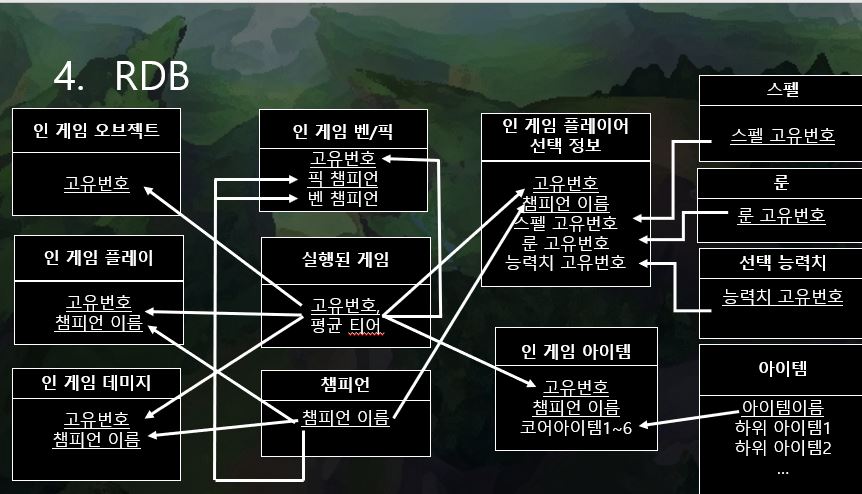 4. RDB
인 게임 오브젝트
고유번호
인 게임 플레이
고유번호
챔피언 이름
인 게임 데미지
고유번호
챔피언 이름
인 게임 벤/픽
고유번호
픽 챔피언
벤 챔피언
실행된 게임
고유번호,
평균 티어
챔피언
챔피언 이름
인 게임 플레이어
선택 정보
고유번호
챔피언 이름
스펠 고유번호
룬 고유번호
능력치 고유번호
인 게임 아이템
고유번호
챔피언 이름
코어아이템1~6
스펠
스펠 고유번호
룬
룬 고유번호
선택 능력치
능력치 고유번호
아이템
아이템이름
하위 아이템1
하위 아이템2
...